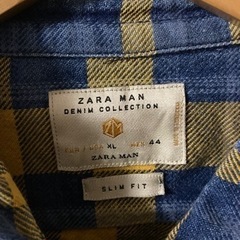 ZARA MAN
DENIM COLLECTION
XL 44
ZARA MAN
SLIM FIT